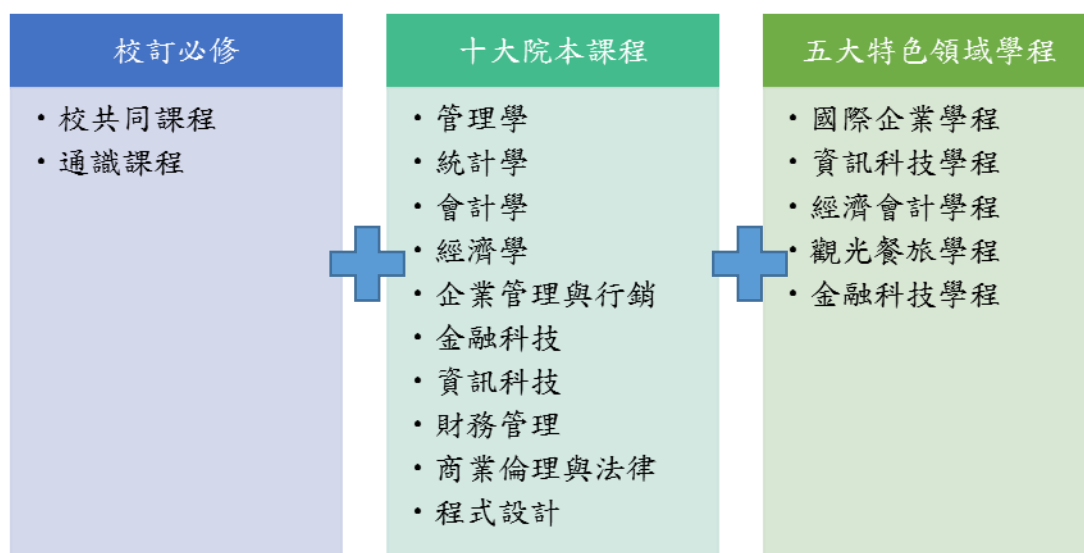 校訂必修
・校共同課程
・通識課程
十大院本課程
・管理學
・統計學
・會計學
・經濟學
・企業管理與行銷
・金融科技
・資訊科技
・財務管理
・商業倫理與法律
・程式設計
五大特色領域學程
・國際企業學程
・資訊科技學程
・經濟會計學程
・觀光餐旅學程
・金融科技學程